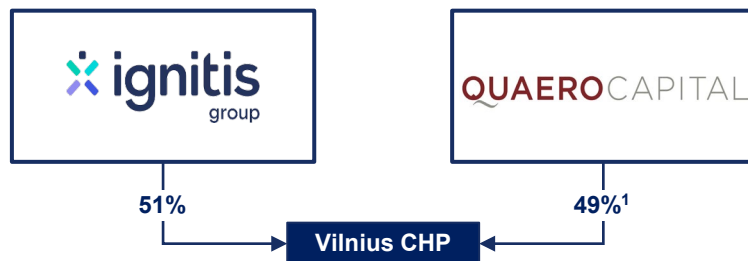 ignitis
group
QUAEROCAPITAL
51%
49%¹
Vilnius CHP